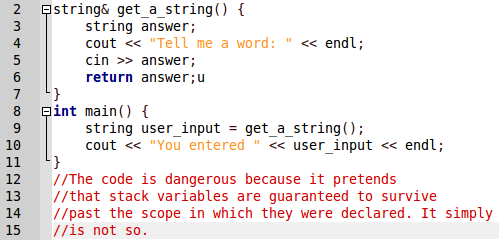 2 string& get_a_string() {
3 string answer;
4 cout << "Tell me a word: " << endl;
5 cin >> answer;
6 return answer;u
7 }
8 int main() {
9 string user_input = get_a_string();
10 cout << "You entered " << user_input << endl;
11 }
12 //The code is dangerous because it pretends
13 //that stack variables are guaranteed to survive
14 //past the scope in which they were declared. It simply
15 //is not so.